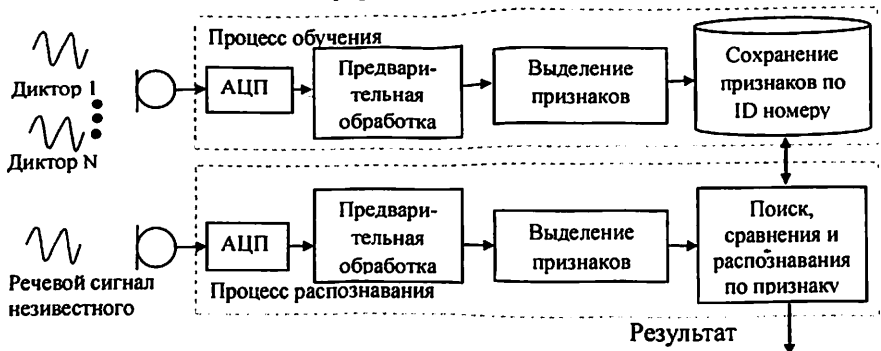 Процесс обучения
Диктор 1
Диктор N
АЦП
Предвари-
тельная
обработка
Выделение
признаков
Сохранение
признаков по
ID номеру
Речевой сигнал
незивестного
АЦП
Предвари-
тельная
обработка
Выделение
признаков
Поиск,
сравнения и
распознавания
по признаку
Процесс распознавания
Результат